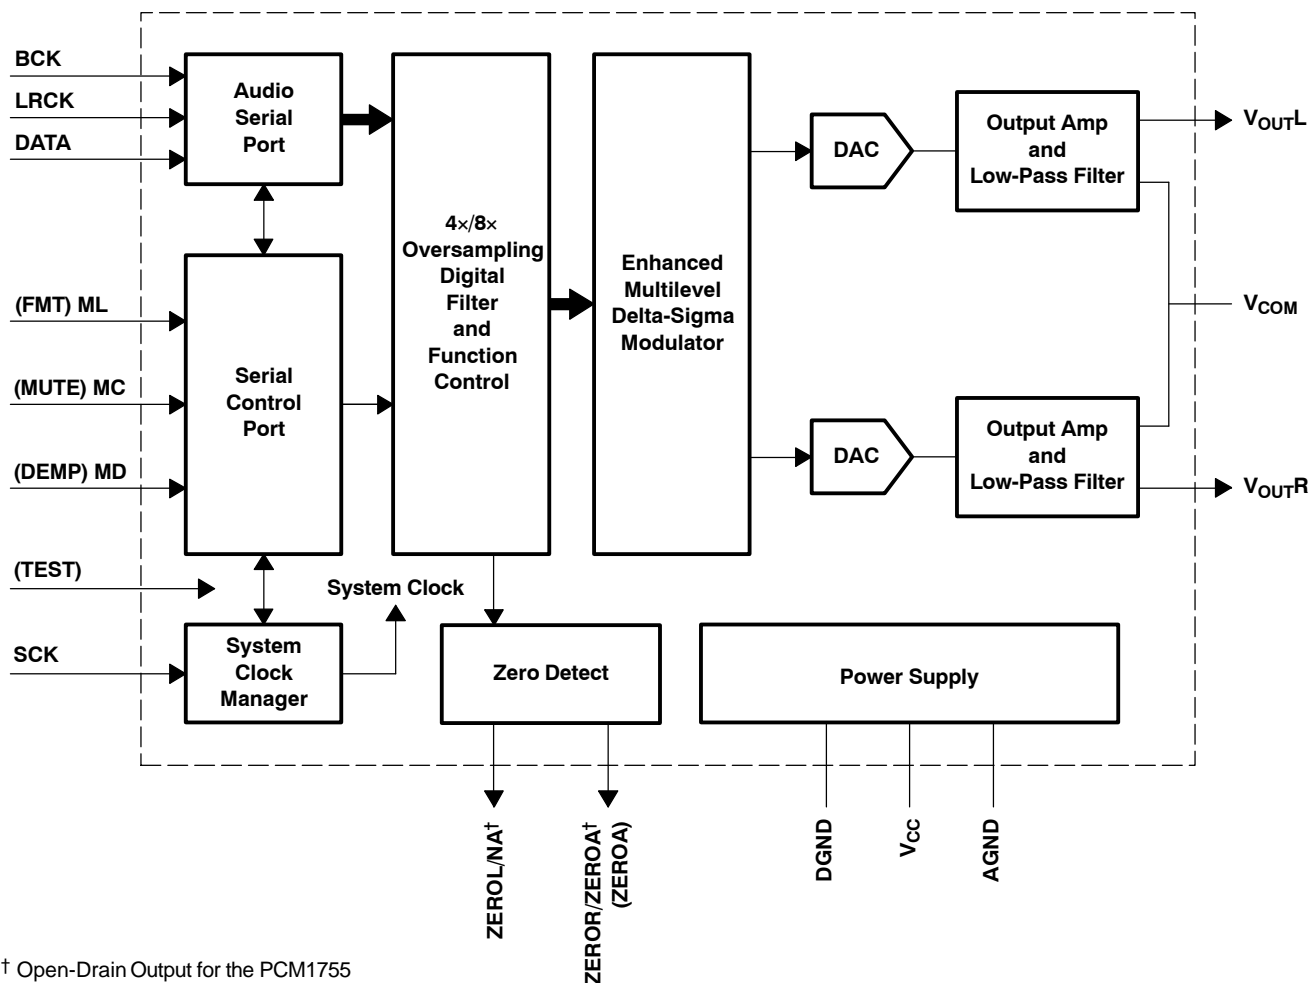 BCK
LRCK
DATA
Audio
Serial
Port
(FMT) ML
(MUTE) MC
(DEMP) MD
Serial
Control
Port
(TEST)
SCK
System
Clock
Manager
System Clock
4×/8×
Oversampling
Digital
Filter
and
Function
Control
Enhanced
Multilevel
Delta-Sigma
Modulator
DAC
Output Amp
and
Low-Pass Filter
VOUTL
VCOM
DAC
Output Amp
and
Low-Pass Filter
VOUTR
Zero Detect
Power Supply
ZEROL/NA†
ZEROR/ZEROA†
(ZEROA)
DGND
VCC
AGND
† Open-Drain Output for the PCM1755